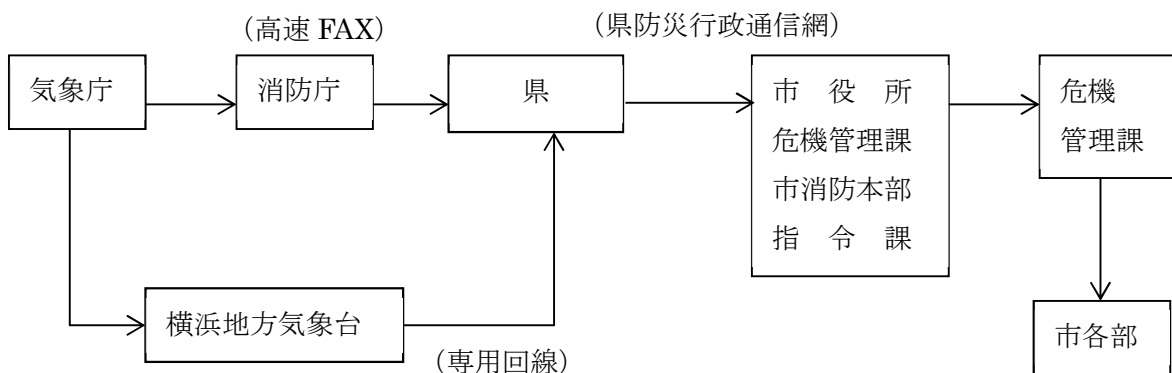 （高速 FAX）
（県防災行政通信網）
気象庁
消防庁
県
市　役　所
危機管理課
市消防本部
指　令　課
危機
管理課
横浜地方気象台
（専用回線）
市各部